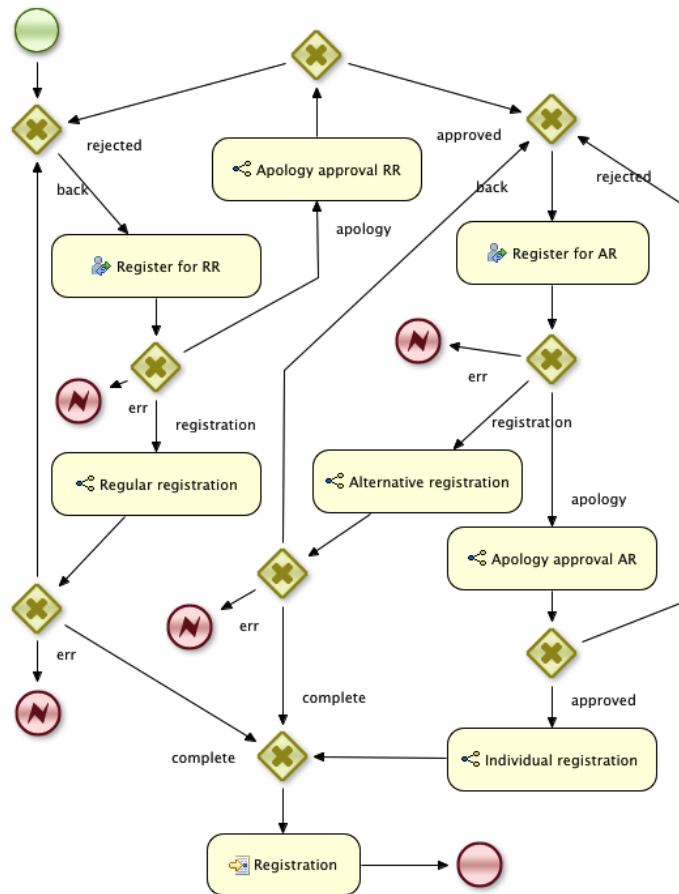 rejected
approved
Apology approval RR
back
back
rejected
apology
Register for RR
Register for AR
err
err
registration
registration
Regular registration
Alternative registration
apology
Apology approval AR
err
err
complete
approved
complete
Individual registration
Registration